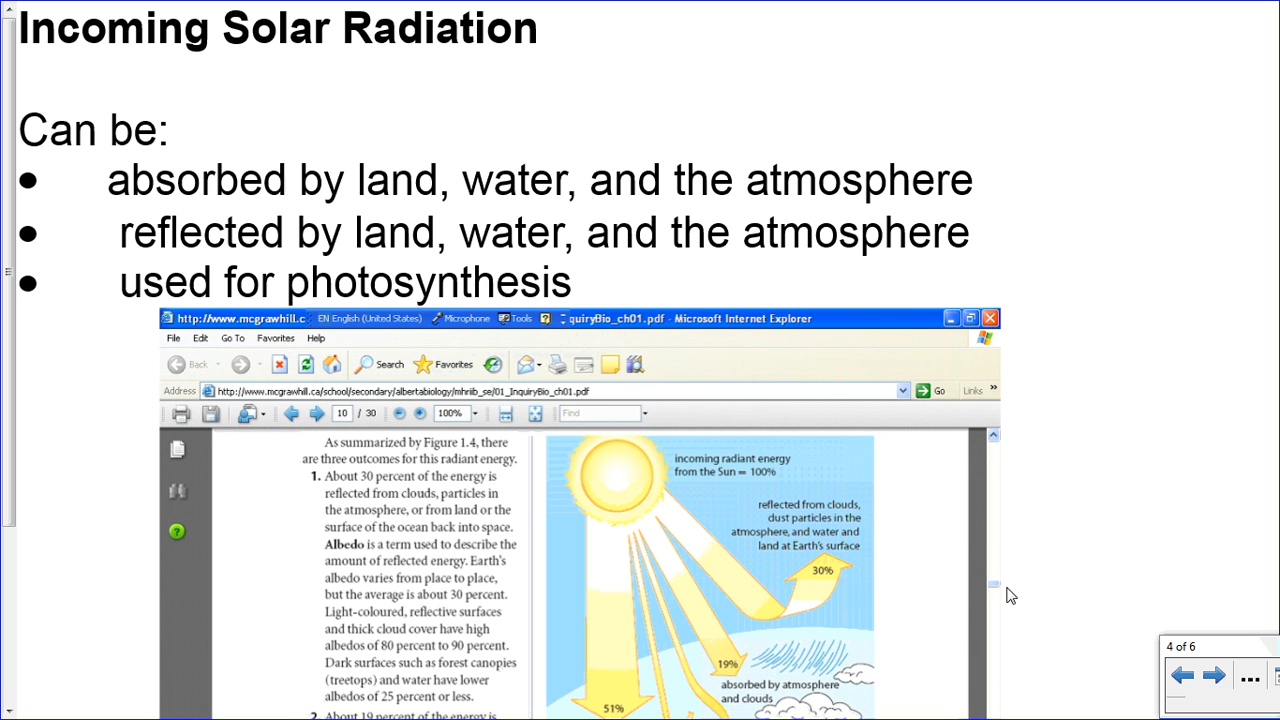 Incoming Solar Radiation
Can be:
● absorbed by land, water, and the atmosphere
● reflected by land, water, and the atmosphere
● used for photosynthesis
http://www.mcgrawhill.c EN English (United States) Microphone Tools quiryBio_ch01.pdf - Microsoft Internet Explorer
File Edit Go To Favorites Help
Back Search Favorites
Address http://www.mcgrawhill.ca/school/secondary/albertabiology/mhriib_se/01_InquiryBio_ch01.pdf Go Links »
10 / 30 100% Find
As summarized by Figure 1.4, there
are three outcomes for this radiant energy.
1. About 30 percent of the energy is
reflected from clouds, particles in
the atmosphere, or from land or the
surface of the ocean back into space.
Albedo is a term used to describe the
amount of reflected energy. Earth's
albedo varies from place to place,
but the average is about 30 percent.
Light-coloured, reflective surfaces
and thick cloud cover have high
albedos of 80 percent to 90 percent.
Dark surfaces such as forest canopies
(treetops) and water have lower
albedos of 25 percent or less.
2. About 19 percent of the energy is
incoming radiant energy
from the Sun = 100%
reflected from clouds,
dust particles in the
atmosphere, and water and
land at Earth's surface
30%
19%
absorbed by atmosphere
and clouds
51%
4 of 6